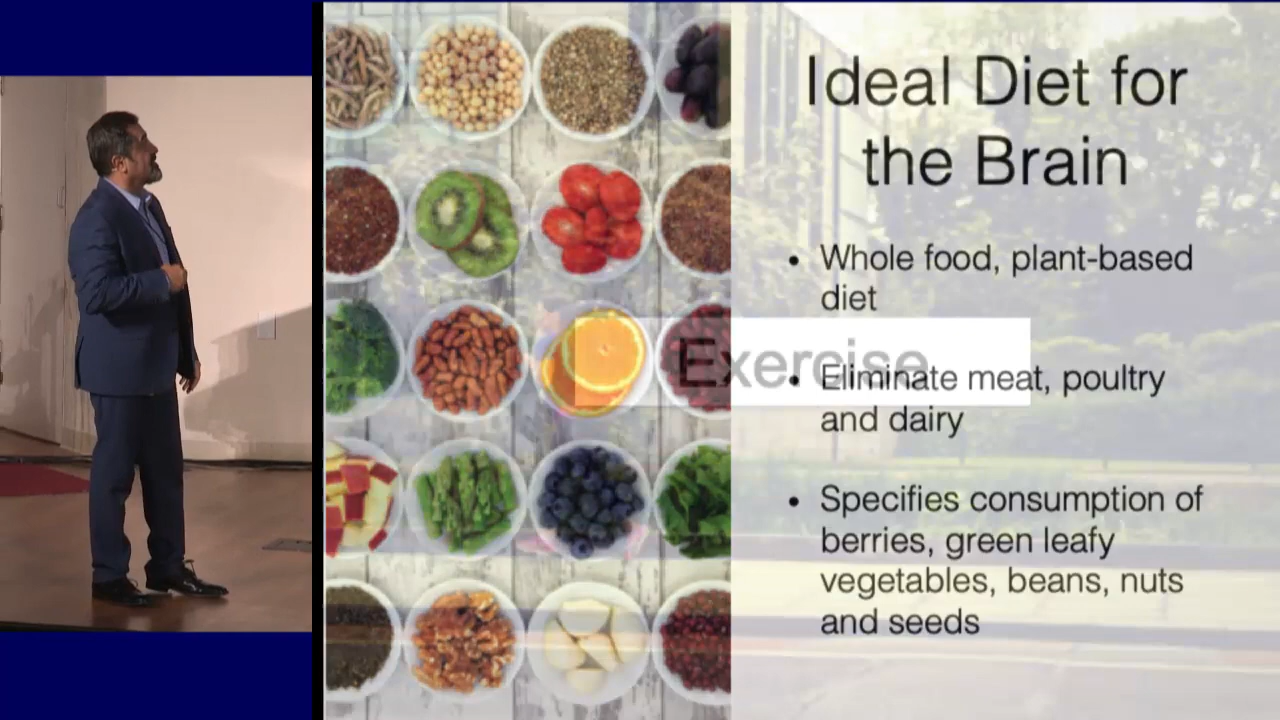 Ideal Diet for
the Brain
• Whole food, plant-based
diet
Exercise
• Eliminate meat, poultry
and dairy
• Specifies consumption of
berries, green leafy
vegetables, beans, nuts
and seeds